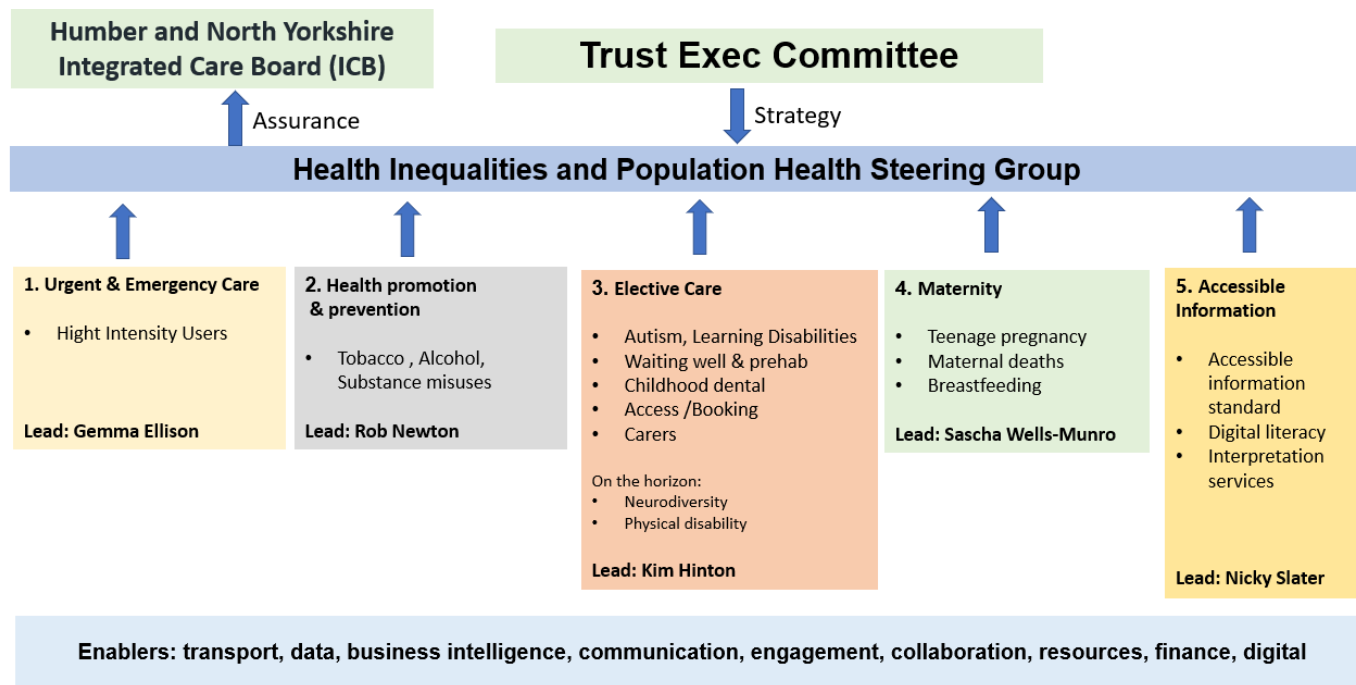 Humber and North Yorkshire
Integrated Care Board (ICB)
Trust Exec Committee
Assurance
Strategy
Health Inequalities and Population Health Steering Group
1. Urgent & Emergency Care
• Hight Intensity Users
Lead: Gemma Ellison
2. Health promotion
& prevention
• Tobacco , Alcohol,
Substance misuses
Lead: Rob Newton
3. Elective Care
• Autism, Learning Disabilities
• Waiting well & prehab
• Childhood dental
• Access /Booking
• Carers
On the horizon:
• Neurodiversity
• Physical disability
Lead: Kim Hinton
4. Maternity
• Teenage pregnancy
• Maternal deaths
• Breastfeeding
Lead: Sascha Wells-Munro
5. Accessible
Information
• Accessible
information
standard
• Digital literacy
• Interpretation
services
Lead: Nicky Slater
Enablers: transport, data, business intelligence, communication, engagement, collaboration, resources, finance, digital